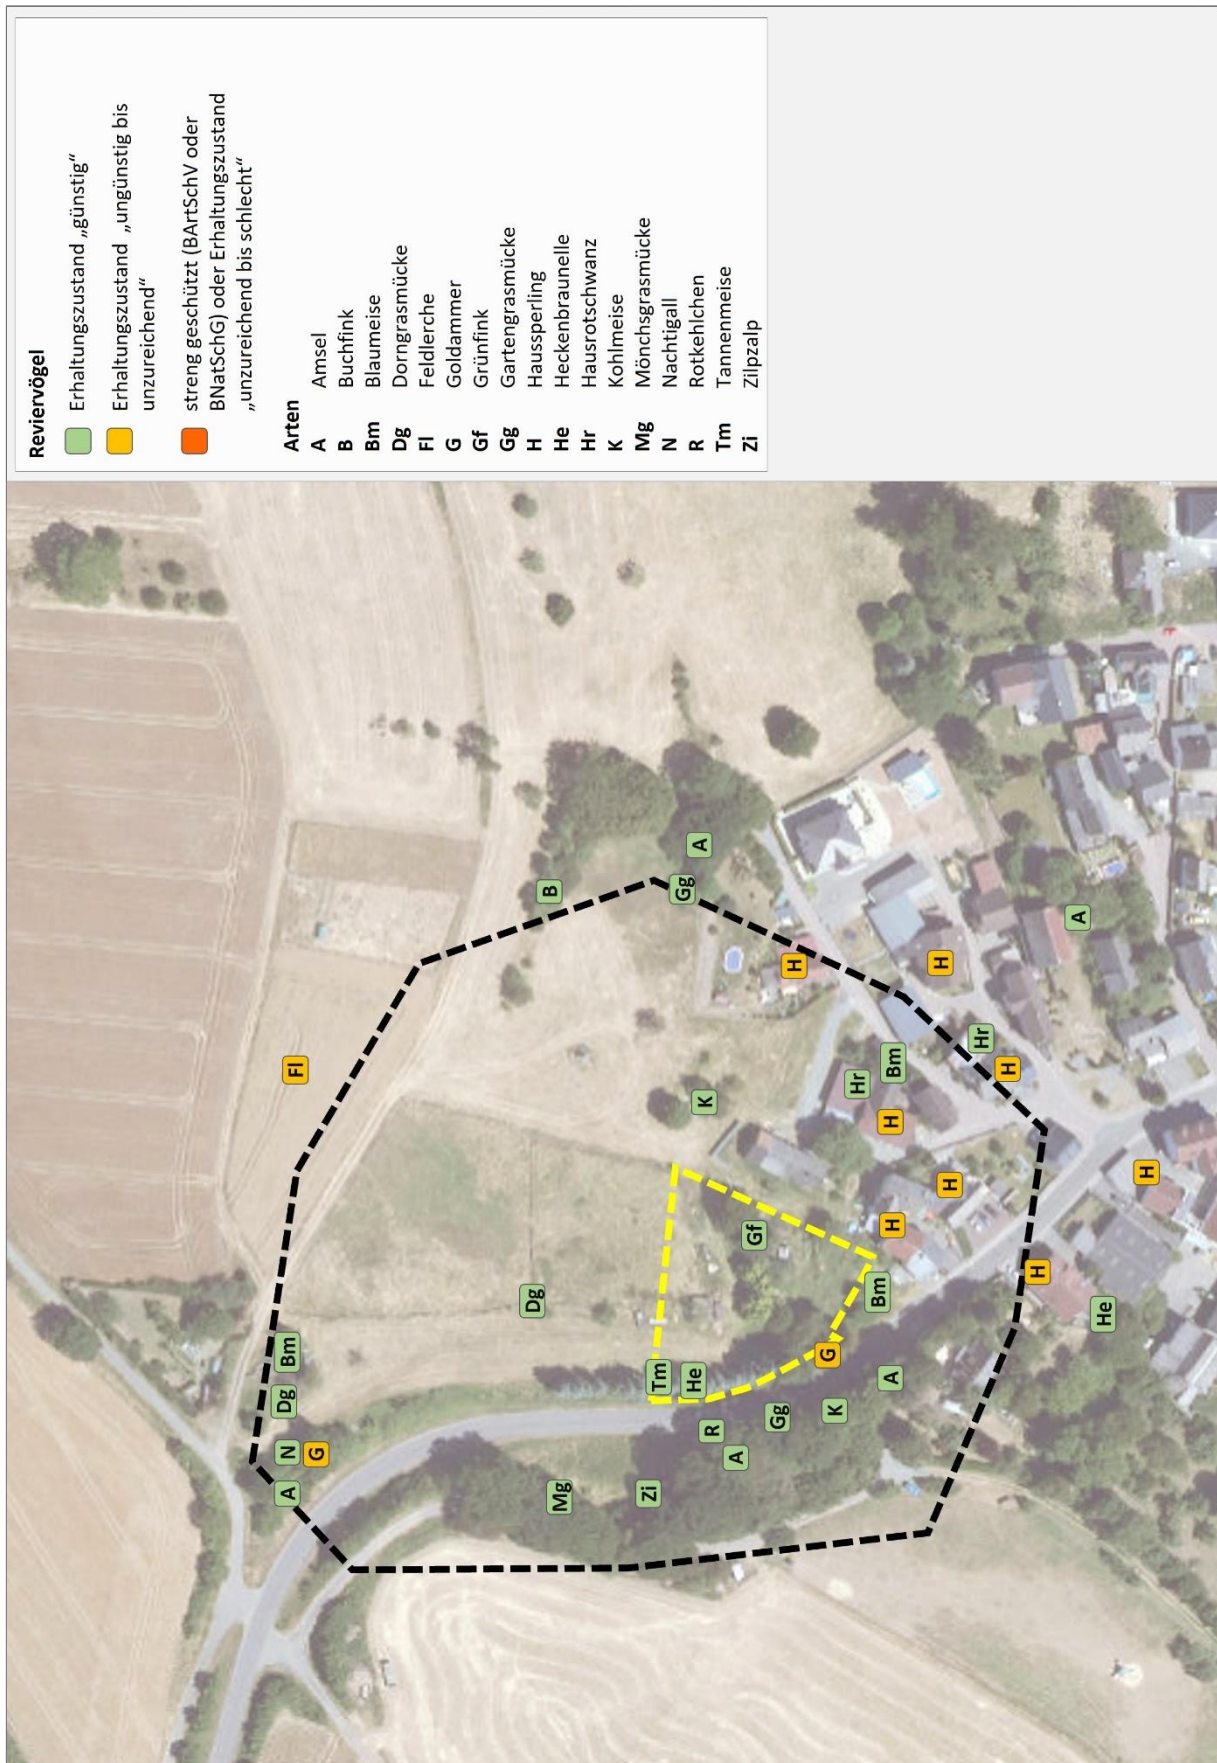 Reviervögel
Erhaltungszustand „günstig“
Erhaltungszustand „ungünstig bis
unzureichend“
streng geschützt (BArtSchV oder
BNatSchG) oder Erhaltungszustand
„unzureichend bis schlecht“
Arten
A Amsel
B Buchfink
Bm Blaumeise
Dg Dorngrasmücke
Fl Feldlerche
G Goldammer
Gf Grünfink
Gg Gartengrasmücke
H Haussperling
He Heckenbraunelle
Hr Hausrotschwanz
K Kohlmeise
Mg Mönchsgrasmücke
N Nachtigall
R Rotkehlchen
Tm Tannenmeise
Zi Zilpzalp
A
N
Dg
Bm
Fl
G
Dg
B
Mg
Zi
Tm
Gg
He
A
K
R
A
Gf
Gg
H
G
K
Hr
Bm
A
H
H
Bm
H
H
Hr
H
H
A
He
H